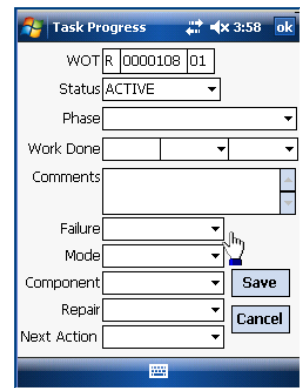 Task Progress 3:58 ok
WOT R 0000108 01
Status ACTIVE
Phase
Work Done
Comments
Failure
Mode
Component Save
Repair Cancel
Next Action